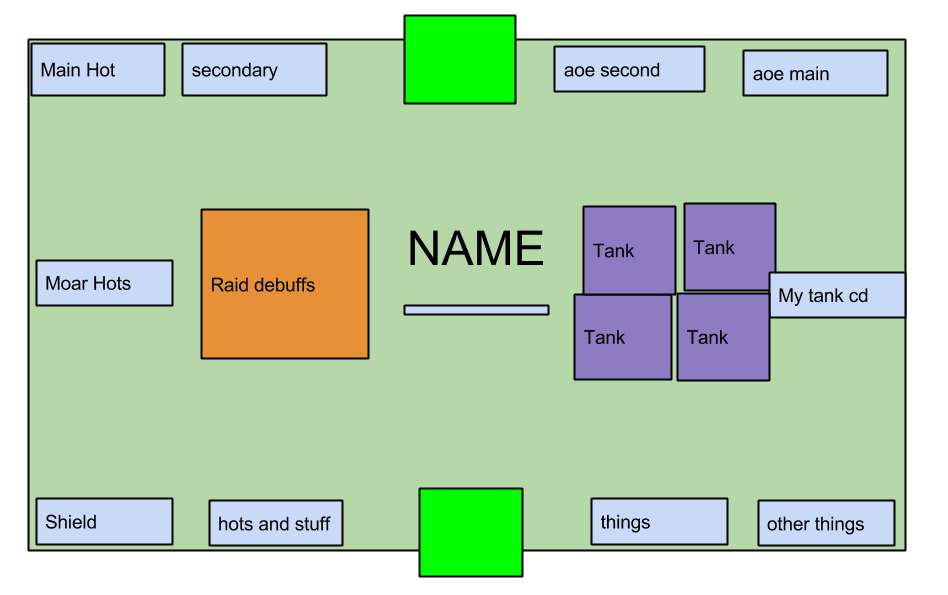 Main Hot
secondary
aoe second
aoe main
NAME
Tank
Tank
Moar Hots
Raid debuffs
My tank cd
Tank
Tank
Shield
hots and stuff
things
other things